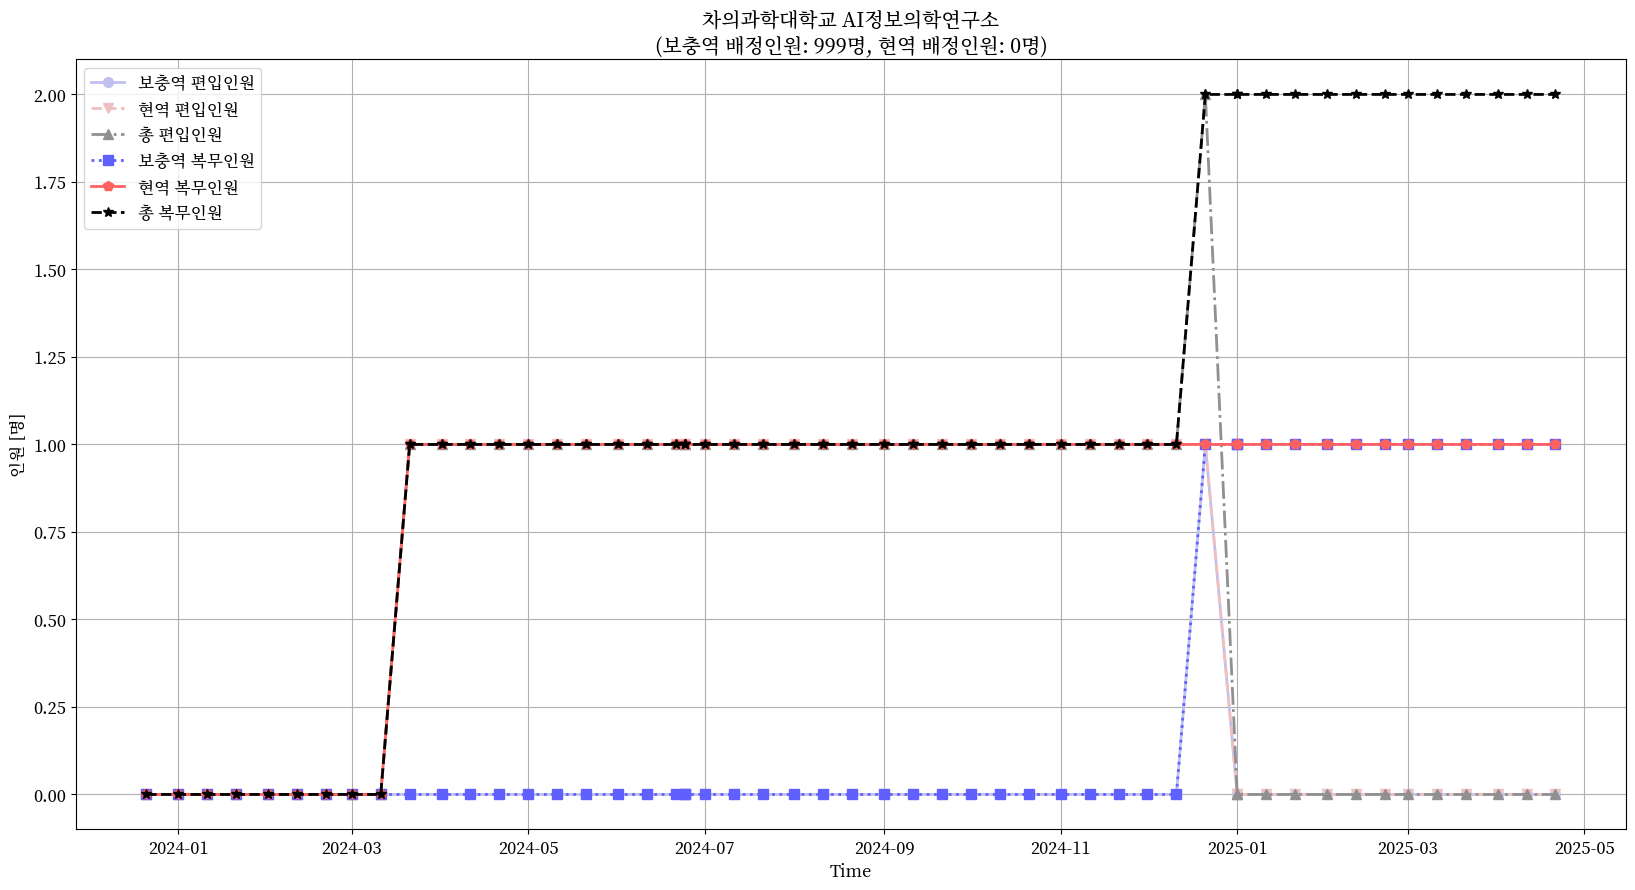 차의과학대학교 AI정보의학연구소
(보충역 배정인원: 999명, 현역 배정인원: 0명)
보충역 편입인원
현역 편입인원
총 편입인원
보충역 복무인원
현역 복무인원
총 복무인원
2.00
1.75
1.50
1.25
1.00
0.75
0.50
0.25
0.00
인원 [명]
2024-01
2024-03
2024-05
2024-07
2024-09
2024-11
2025-01
2025-03
2025-05
Time